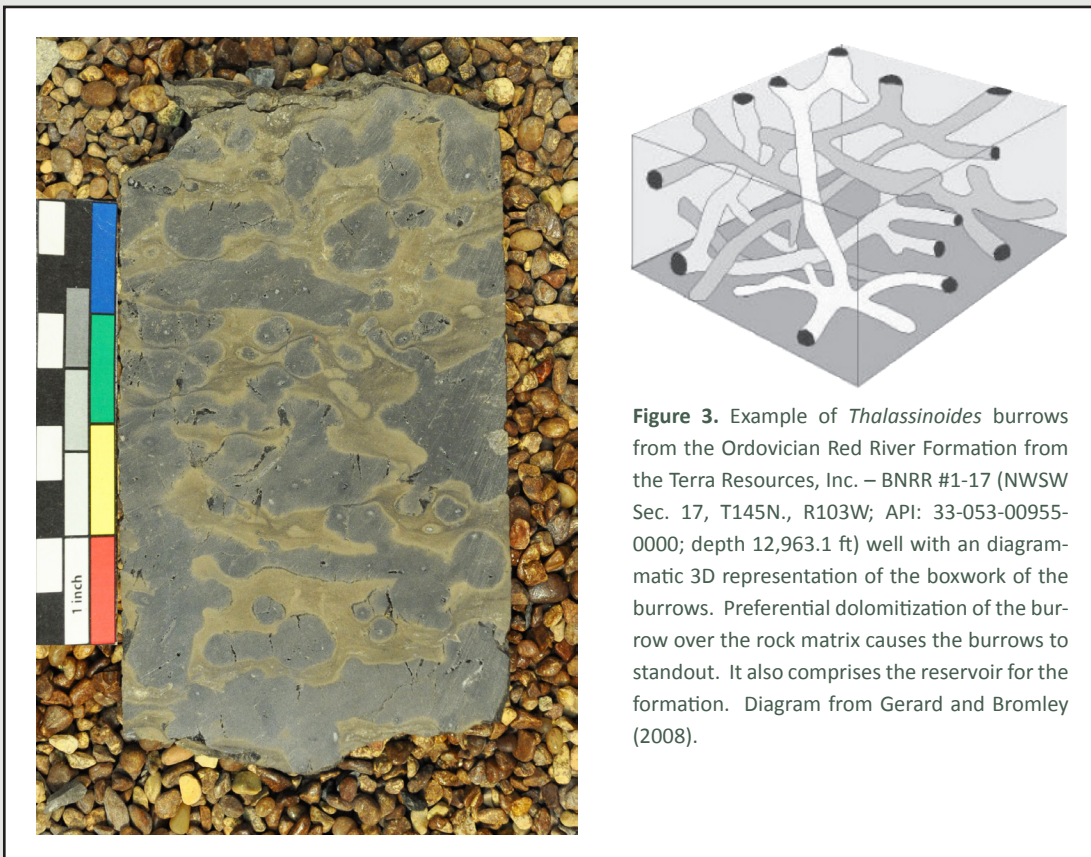 1 inch
Figure 3. Example of Thalassinoides burrows
from the Ordovician Red River Formation from
the Terra Resources, Inc. – BNRR #1-17 (NWSW
Sec. 17, T145N., R103W; API: 33-053-00955-
0000; depth 12,963.1 ft) well with an diagram-
matic 3D representation of the boxwork of the
burrows. Preferential dolomitization of the bur-
row over the rock matrix causes the burrows to
standout. It also comprises the reservoir for the
formation. Diagram from Gerard and Bromley
(2008).